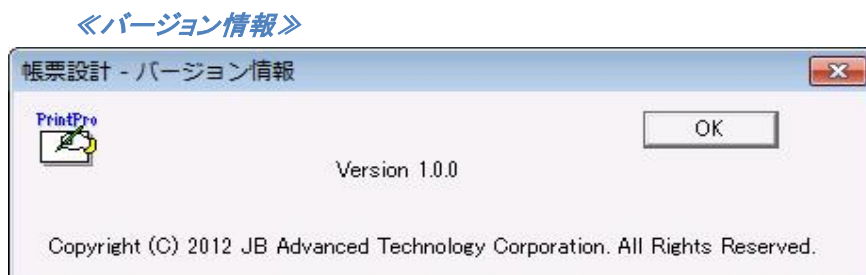 ≪バージョン情報≫
帳票設計 - バージョン情報
PrintPro
OK
Version 1.0.0
Copyright (C) 2012 JB Advanced Technology Corporation. All Rights Reserved.